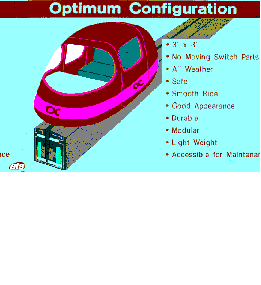 Optimum Configuration
• 3' x 3'
• No Moving Switch Parts
• All Weather
• Safe
• Smooth Ride
• Good Appearance
• Durable
• Modular
• Light Weight
• Accessible for Maintenan
nce